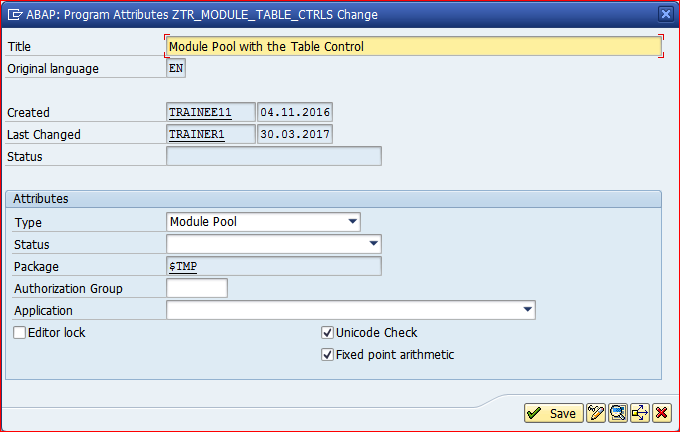 ABAP: Program Attributes ZTR_MODULE_TABLE_CTRLS Change
Title Module Pool with the Table Control
Original language EN
Created TRAINEE11 04.11.2016
Last Changed TRAINER1 30.03.2017
Status
Attributes
Type Module Pool
Status
Package $TMP
Authorization Group
Application
Editor lock Unicode Check
Fixed point arithmetic
Save